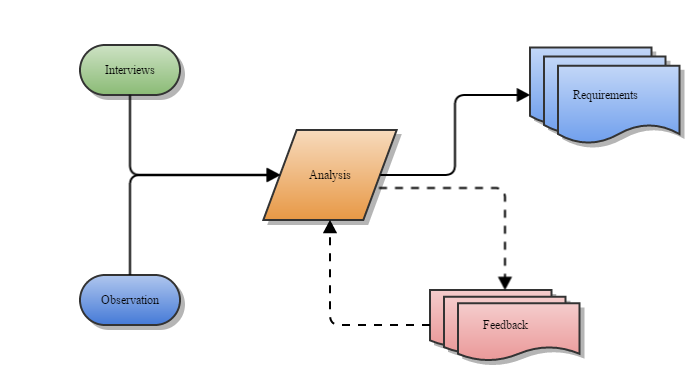 Interviews
Requirements
Analysis
Observation
Feedback